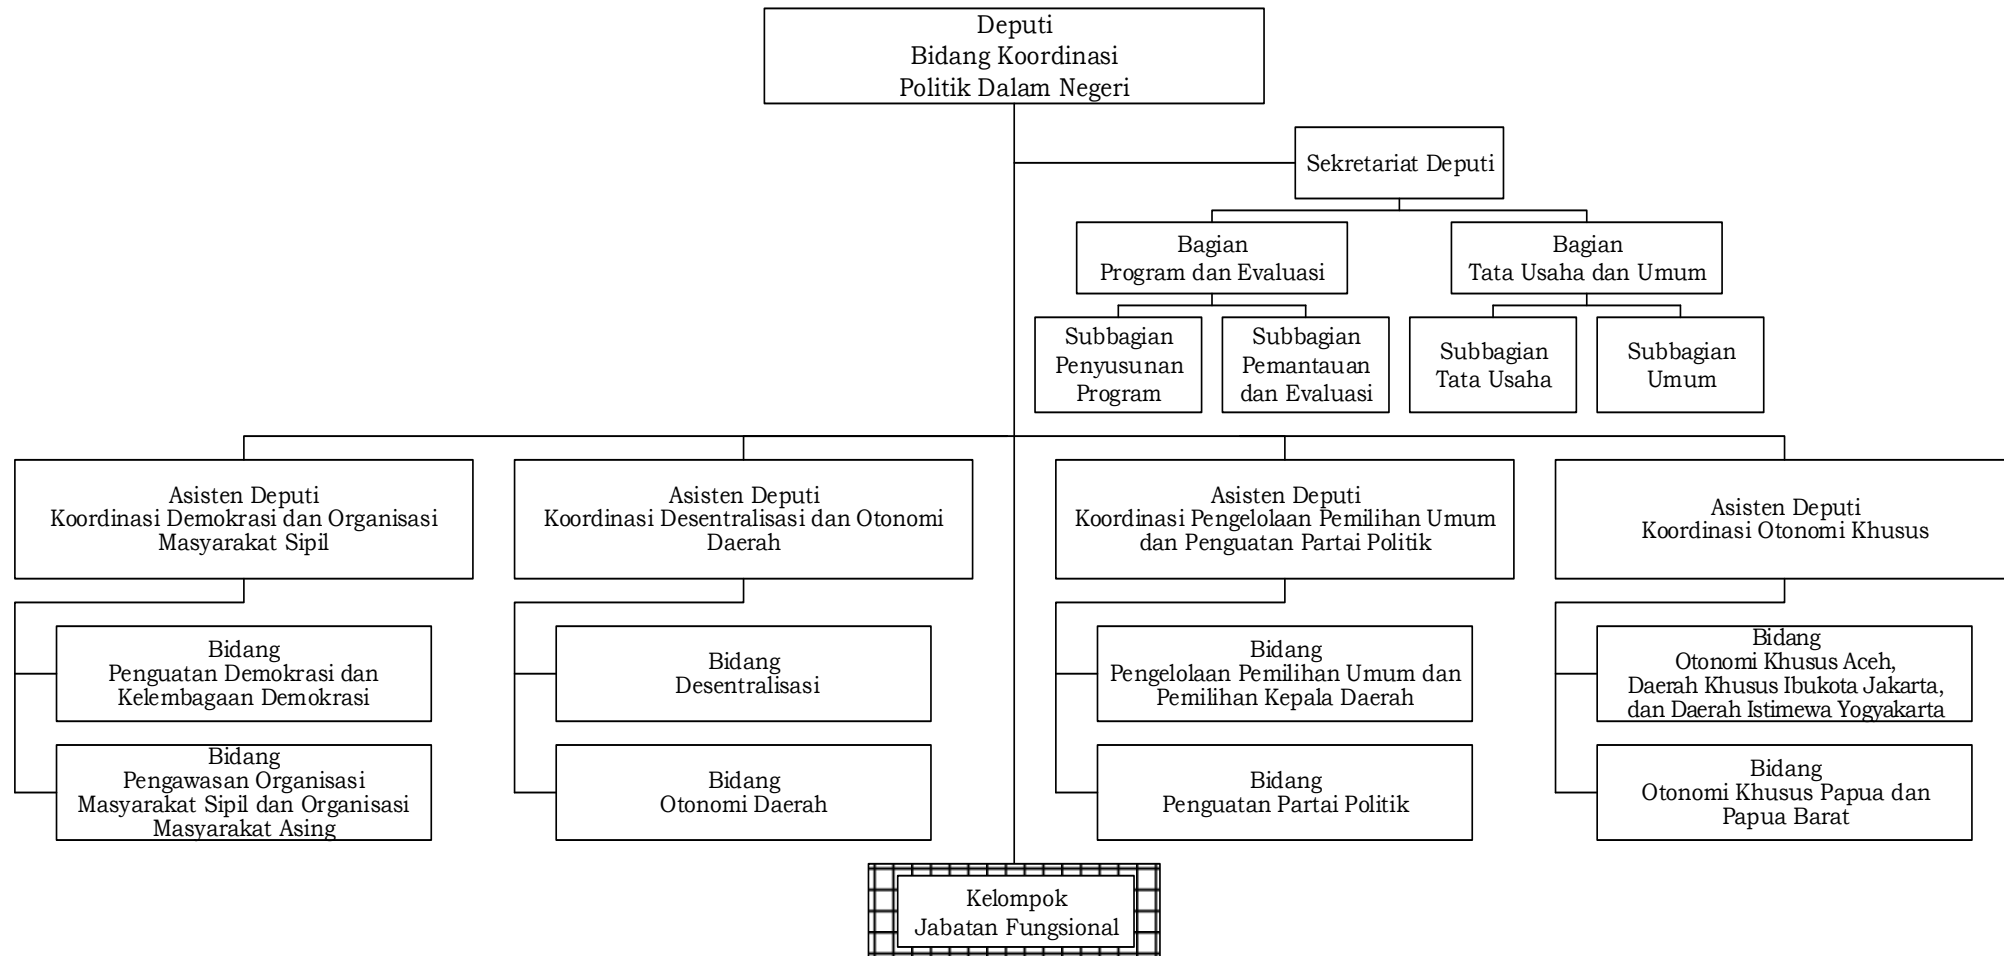 Deputi
Bidang Koordinasi
Politik Dalam Negeri
Sekretariat Deputi
Bagian
Program dan Evaluasi
Bagian
Tata Usaha dan Umum
Subbagian
Penyusunan
Program
Subbagian
Pemantauan
dan Evaluasi
Subbagian
Tata Usaha
Subbagian
Umum
Asisten Deputi
Koordinasi Demokrasi dan Organisasi
Masyarakat Sipil
Asisten Deputi
Koordinasi Desentralisasi dan Otonomi
Daerah
Asisten Deputi
Koordinasi Pengelolaan Pemilihan Umum
dan Penguatan Partai Politik
Asisten Deputi
Koordinasi Otonomi Khusus
Bidang
Penguatan Demokrasi dan
Kelembagaan Demokrasi
Bidang
Desentralisasi
Bidang
Pengelolaan Pemilihan Umum dan
Pemilihan Kepala Daerah
Bidang
Otonomi Khusus Aceh,
Daerah Khusus Ibukota Jakarta,
dan Daerah Istimewa Yogyakarta
Bidang
Pengawasan Organisasi
Masyarakat Sipil dan Organisasi
Masyarakat Asing
Bidang
Otonomi Daerah
Bidang
Penguatan Partai Politik
Bidang
Otonomi Khusus Papua dan
Papua Barat
Kelompok
Jabatan Fungsional